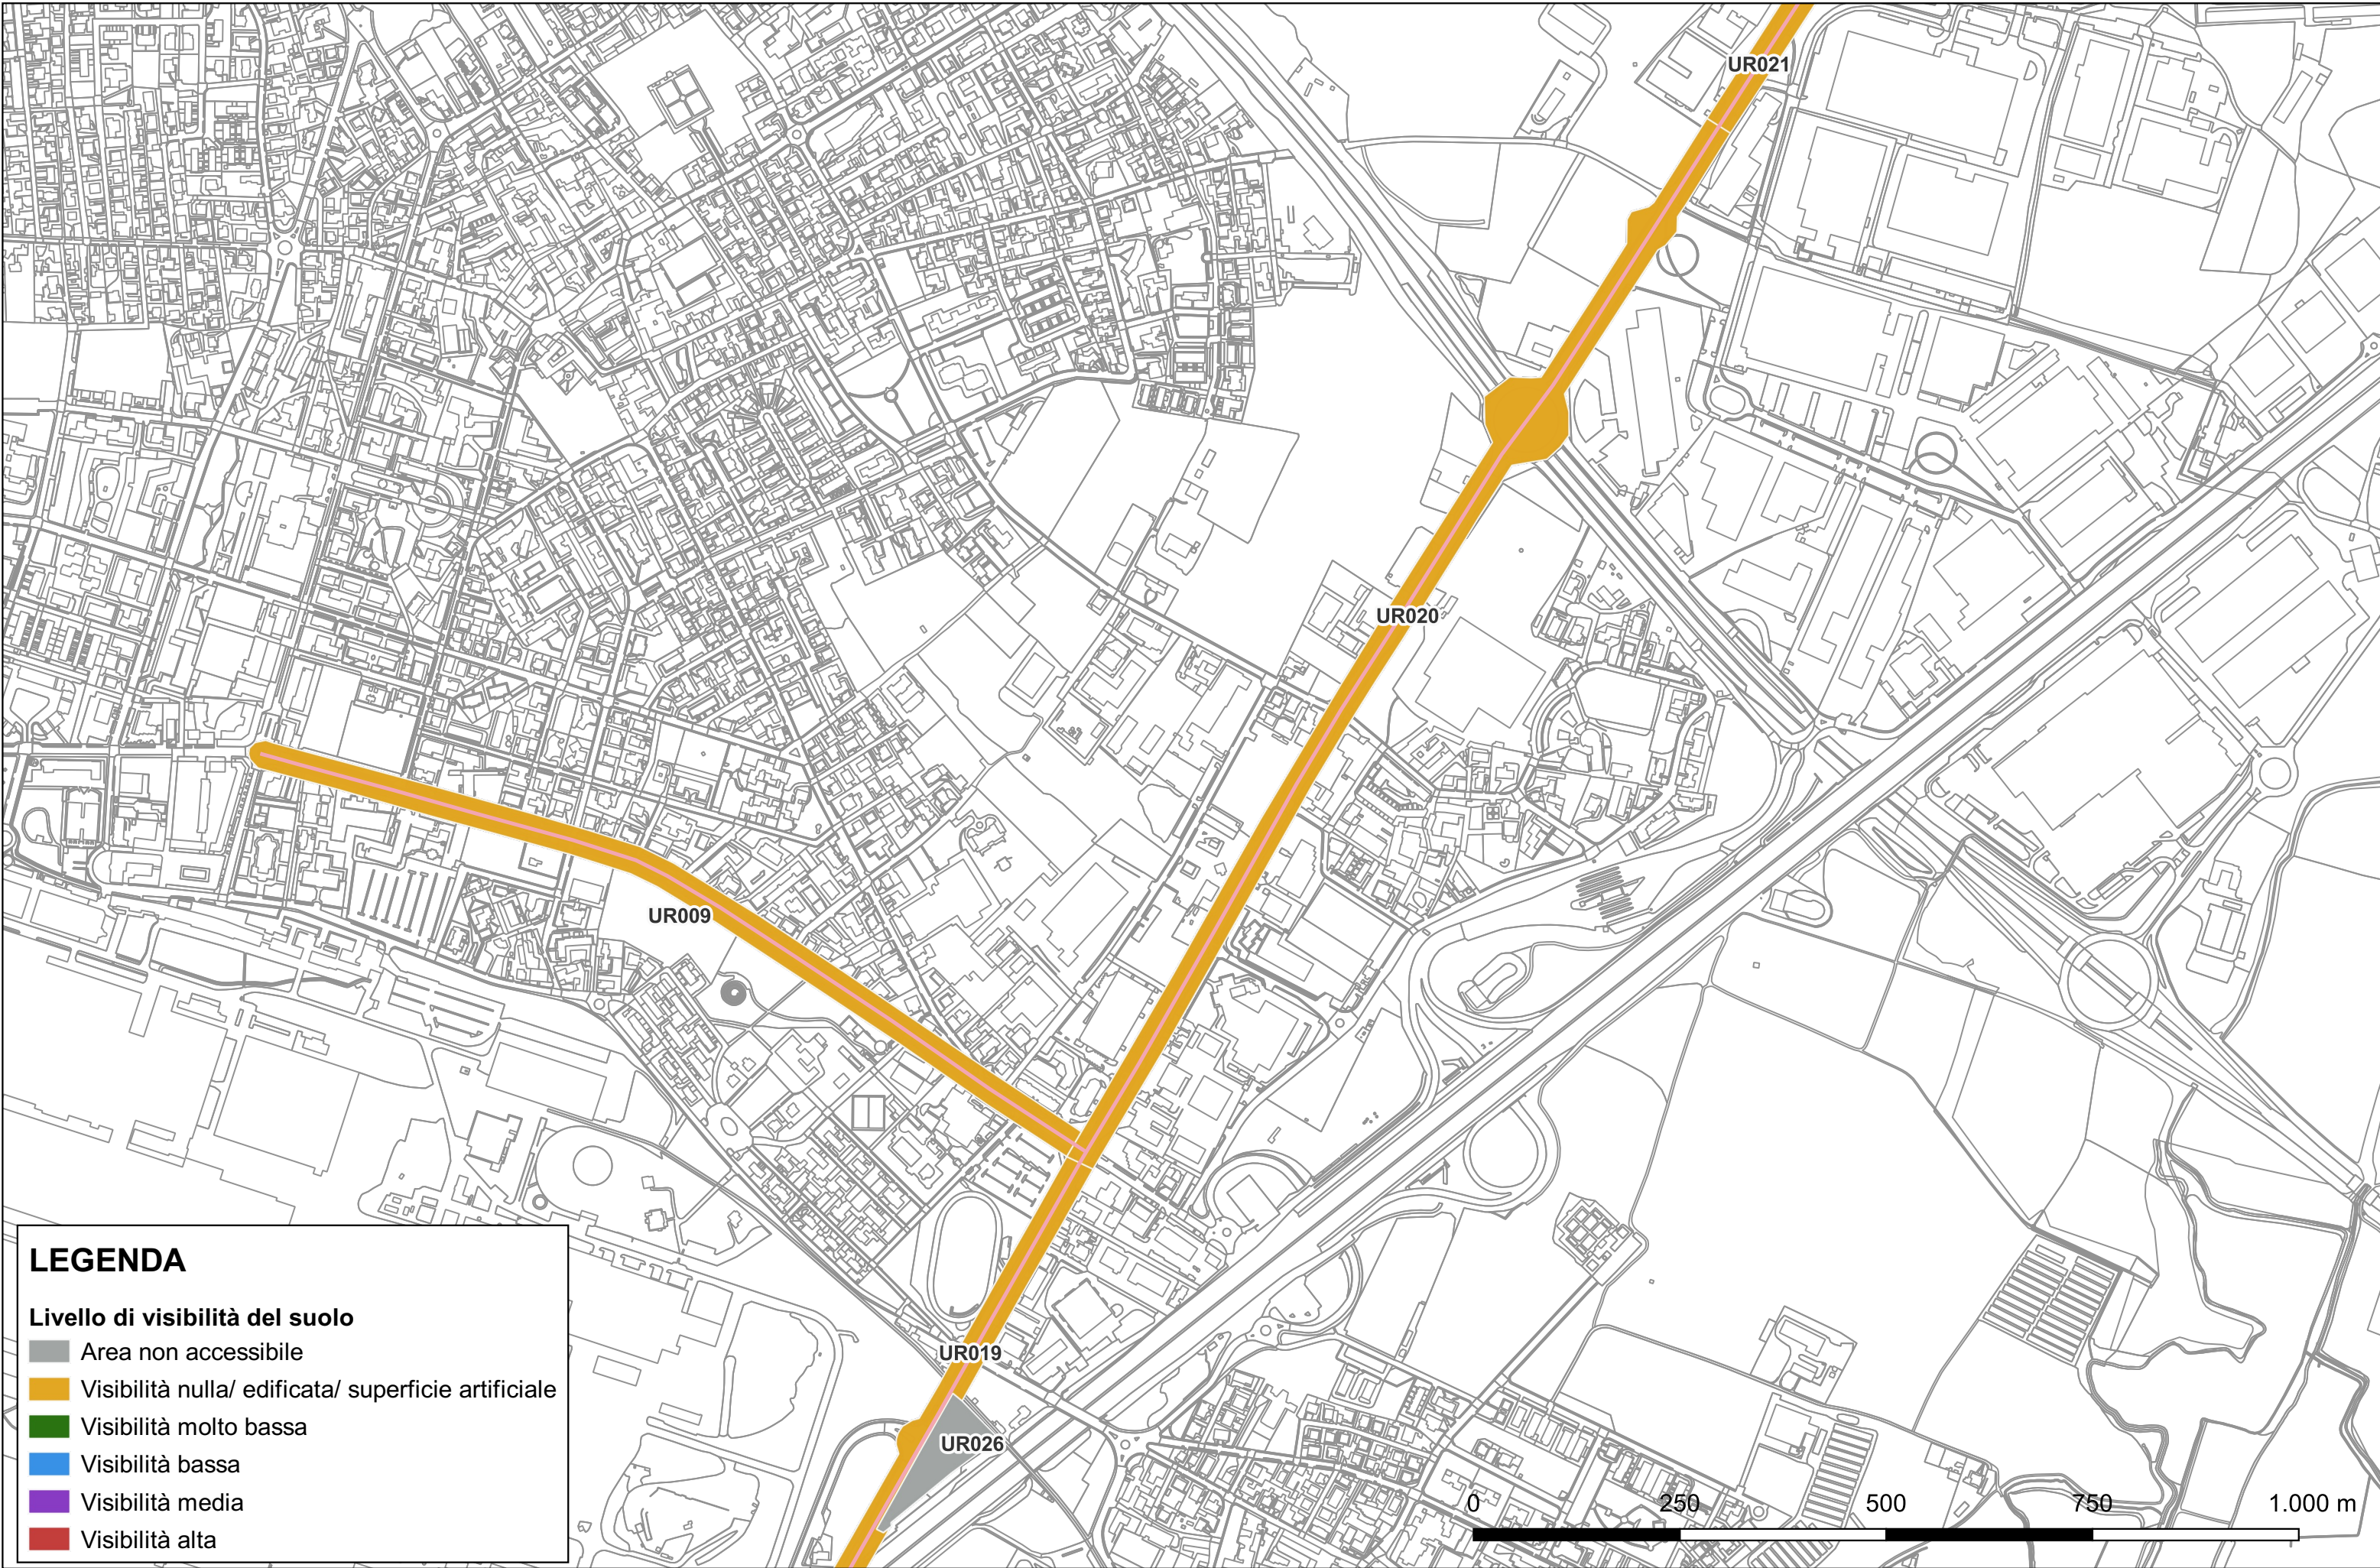 UR021
UR020
UR009
UR019
UR026
LEGENDA
Livello di visibilità del suolo
Area non accessibile
Visibilità nulla/ edificata/ superficie artificiale
Visibilità molto bassa
Visibilità bassa
Visibilità media
Visibilità alta
0 250 500 750 1.000 m